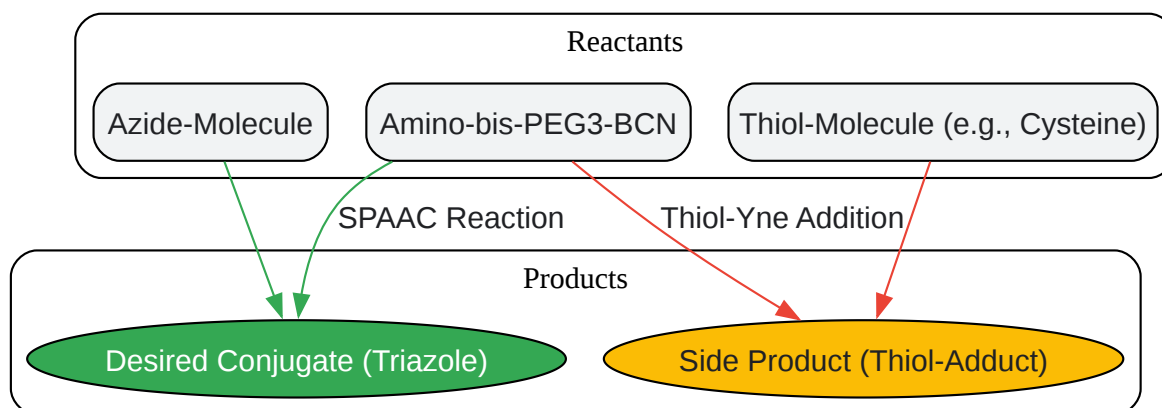 Reactants
Azide-Molecule
Amino-bis-PEG3-BCN
Thiol-Molecule (e.g., Cysteine)
SPAAC Reaction
Thiol-Yne Addition
Products
Desired Conjugate (Triazole)
Side Product (Thiol-Adduct)